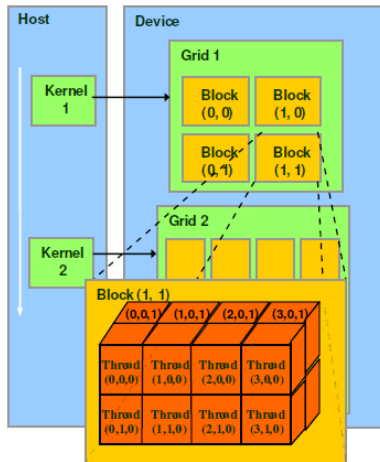 Host
Device
Grid 1
Kernel
1
Block
(0, 0)
Block
(1, 0)
Block
(0, 1)
Block
(1, 1)
Grid 2
Kernel
2
Block (1, 1)
(0,0,1) (1,0,1) (2,0,1) (3,0,1)
Thread Thread Thread Thread
(0,0,0) (1,0,0) (2,0,0) (3,0,0)
Thread Thread Thread Thread
(0,1,0) (1,1,0) (2,1,0) (3,1,0)